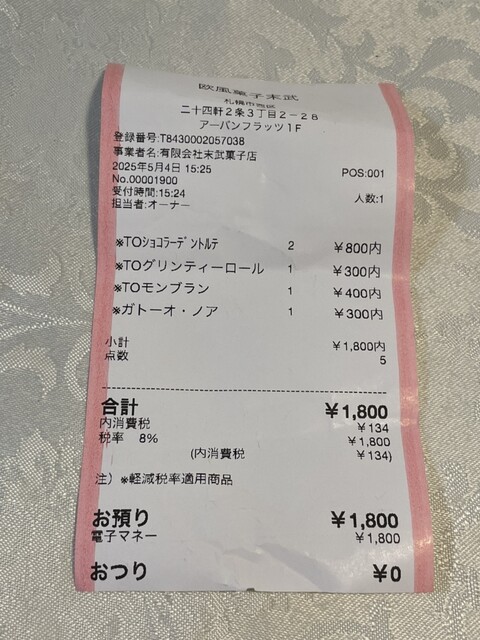 欧風菓子末武
札幌市西区
二十四軒2条3丁目2-28
アーバンフラッツ1F
登録番号:T8430002057038
事業者名:有限会社末武菓子店
2025年5月4日 15:25 POS:001
No.00001900
受付時間:15:24 人数:1
担当者:オーナー
※TOショコラーデントルテ 2 ¥800内
※TOグリンティーロール 1 ¥300内
※TOモンブラン 1 ¥400内
※ガトーオ・ノア 1 ¥300内
小計 ¥1,800内
点数 5
合計 ¥1,800
内消費税 ¥134
税率 8% ¥1,800
(内消費税 ¥134)
注)※軽減税率適用商品
お預り ¥1,800
電子マネー ¥1,800
おつり ¥0